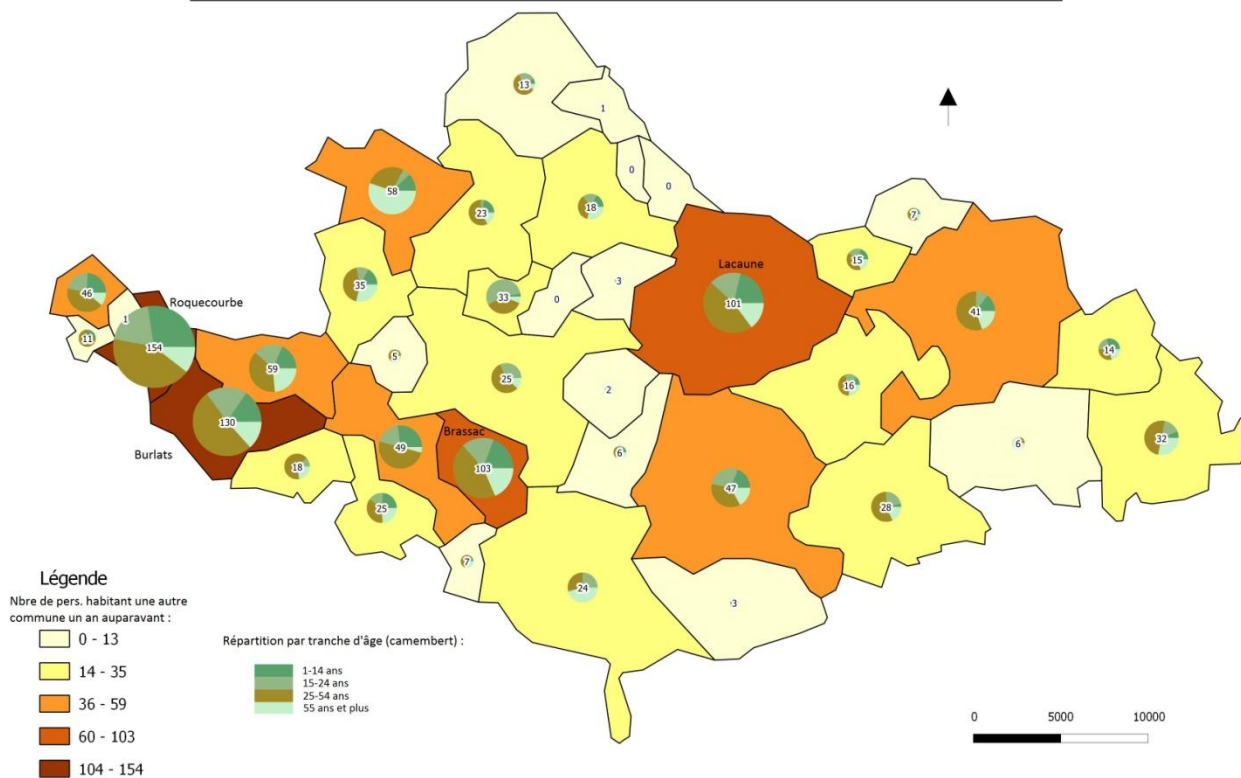 13
1
0
0
58
23
18
7
Lacaune
15
3
46
35
33
0
101
41
Roquecourbe
1
11
154
5
14
59
25
2
16
130
Brassac
49
103
6
6
32
Burlats
18
47
25
28
7
24
3
Légende
Nbre de pers. habitant une autre
commune un an auparavant :
0 - 13
14 - 35
36 - 59
60 - 103
104 - 154
Répartition par tranche d'âge (camembert) :
1-14 ans
15-24 ans
25-54 ans
55 ans et plus
0 5000 10000